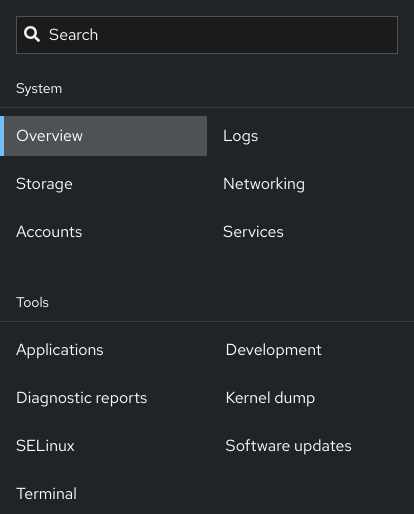 Search
System
Overview
Logs
Storage
Networking
Accounts
Services
Tools
Applications
Development
Diagnostic reports
Kernel dump
SELinux
Software updates
Terminal